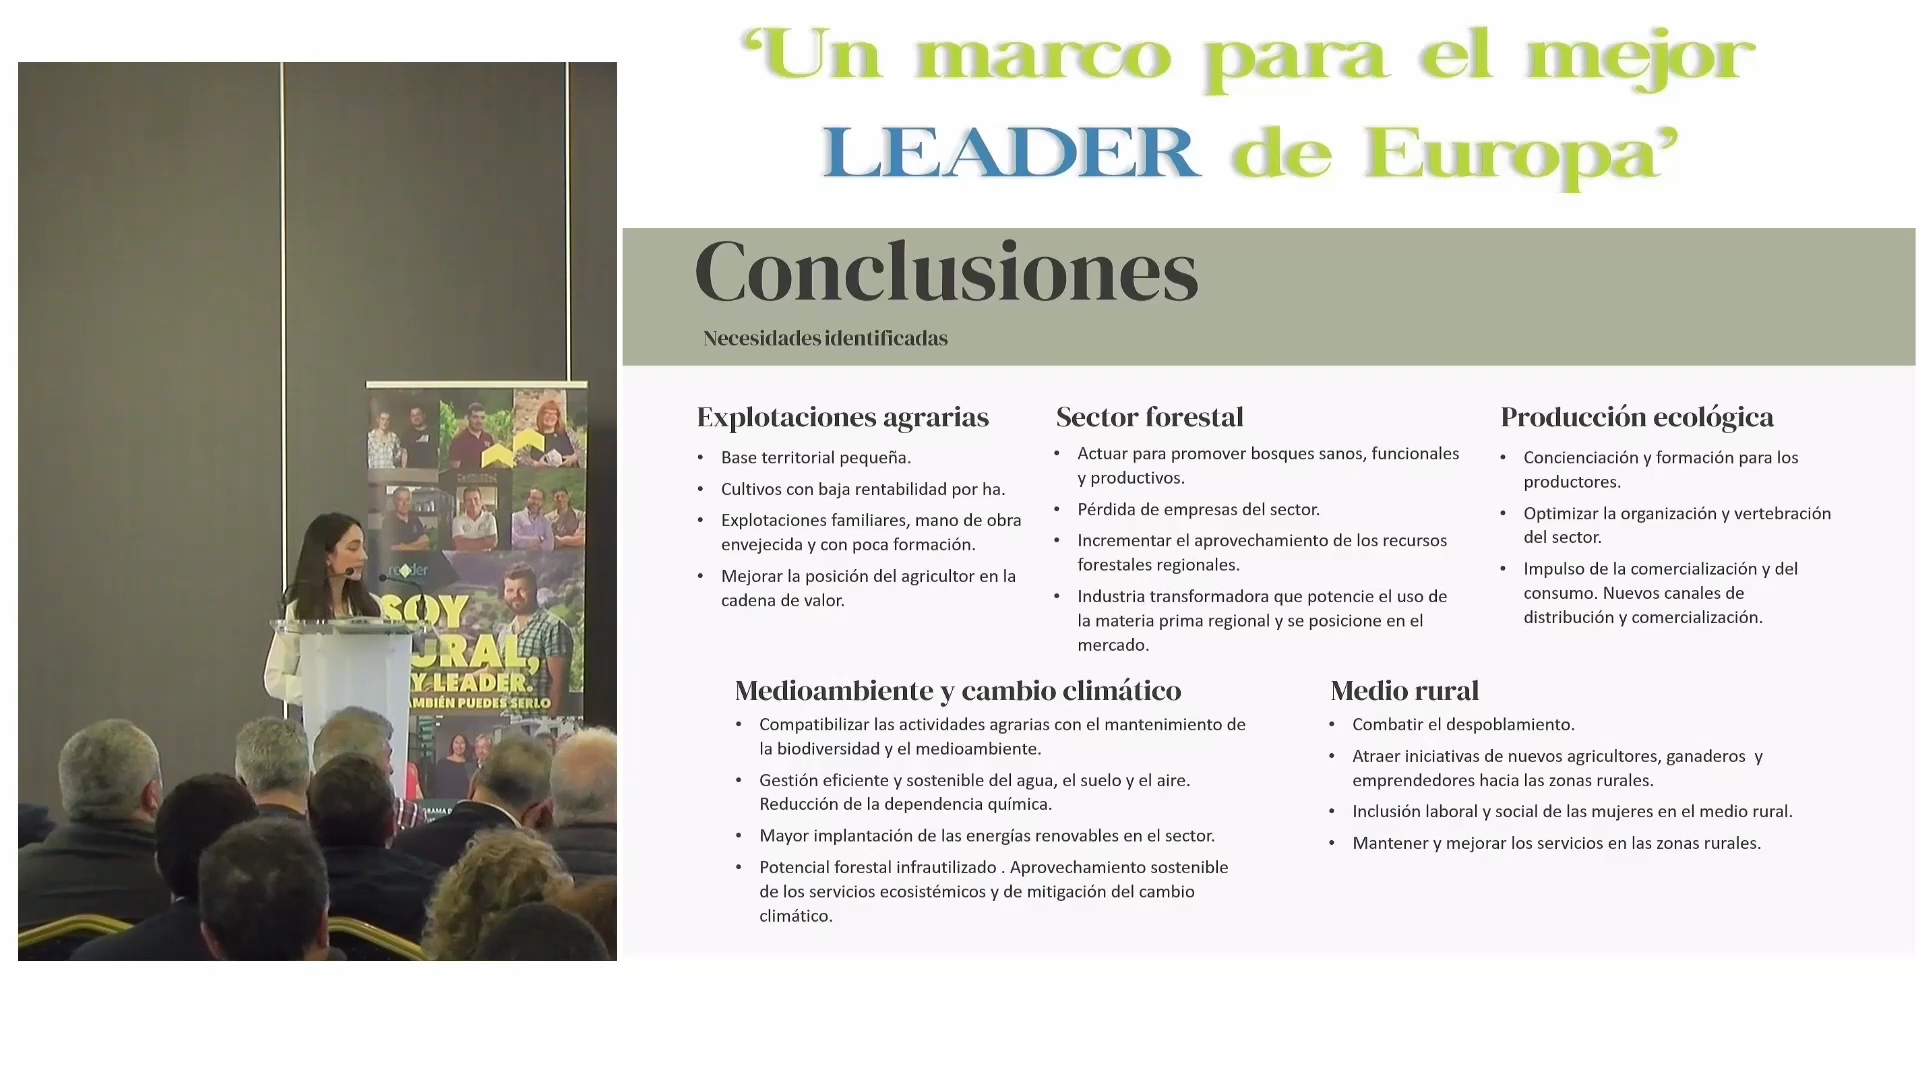 ‘Un marco para el mejor
LEADER de Europa’
Conclusiones
Necesidades identificadas
Explotaciones agrarias
• Base territorial pequeña.
• Cultivos con baja rentabilidad por ha.
• Explotaciones familiares, mano de obra
envejecida y con poca formación.
• Mejorar la posición del agricultor en la
cadena de valor.
Sector forestal
• Actuar para promover bosques sanos, funcionales
y productivos.
• Pérdida de empresas del sector.
• Incrementar el aprovechamiento de los recursos
forestales regionales.
• Industria transformadora que potencie el uso de
la materia prima regional y se posicione en el
mercado.
Producción ecológica
• Concienciación y formación para los
productores.
• Optimizar la organización y vertebración
del sector.
• Impulso de la comercialización y del
consumo. Nuevos canales de
distribución y comercialización.
Medioambiente y cambio climático
• Compatibilizar las actividades agrarias con el mantenimiento de
la biodiversidad y el medioambiente.
• Gestión eficiente y sostenible del agua, el suelo y el aire.
Reducción de la dependencia química.
• Mayor implantación de las energías renovables en el sector.
• Potencial forestal infrautilizado . Aprovechamiento sostenible
de los servicios ecosistémicos y de mitigación del cambio
climático.
Medio rural
• Combatir el despoblamiento.
• Atraer iniciativas de nuevos agricultores, ganaderos y
emprendedores hacia las zonas rurales.
• Inclusión laboral y social de las mujeres en el medio rural.
• Mantener y mejorar los servicios en las zonas rurales.
SOY
URAL,
Y LEADER.
AMBIÉN PUEDES SERLO